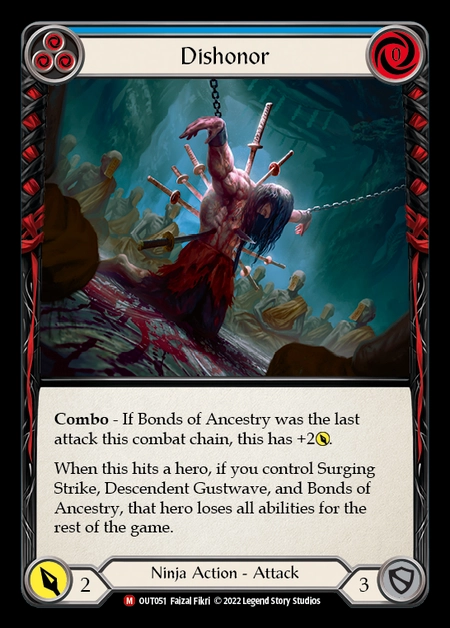 Dishonor
0
Combo - If Bonds of Ancestry was the last
attack this combat chain, this has +2.
When this hits a hero, if you control Surging
Strike, Descendent Gustwave, and Bonds of
Ancestry, that hero loses all abilities for the
rest of the game.
2
Ninja Action - Attack
3
M OUT051 Faizal Fikri © 2022 Legend Story Studios